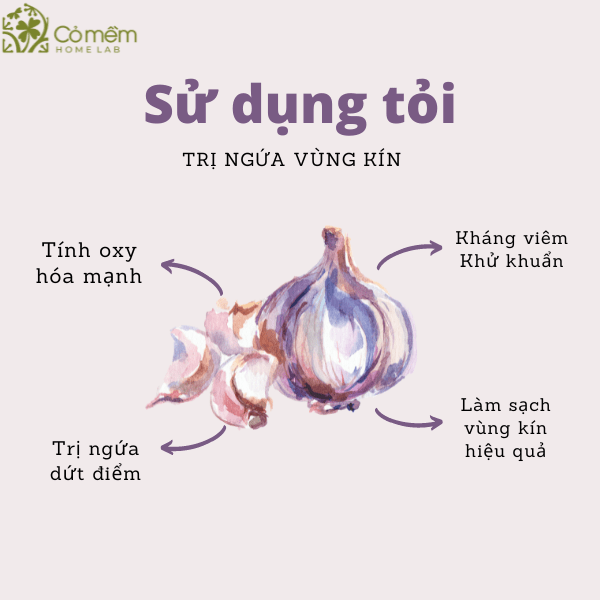 Cỏ mềm
HOME LAB
Sử dụng tỏi
TRỊ NGỨA VÙNG KÍN
Tính oxy
hóa mạnh
Kháng viêm
Khử khuẩn
Trị ngứa
dứt điểm
Làm sạch
vùng kín
hiệu quả